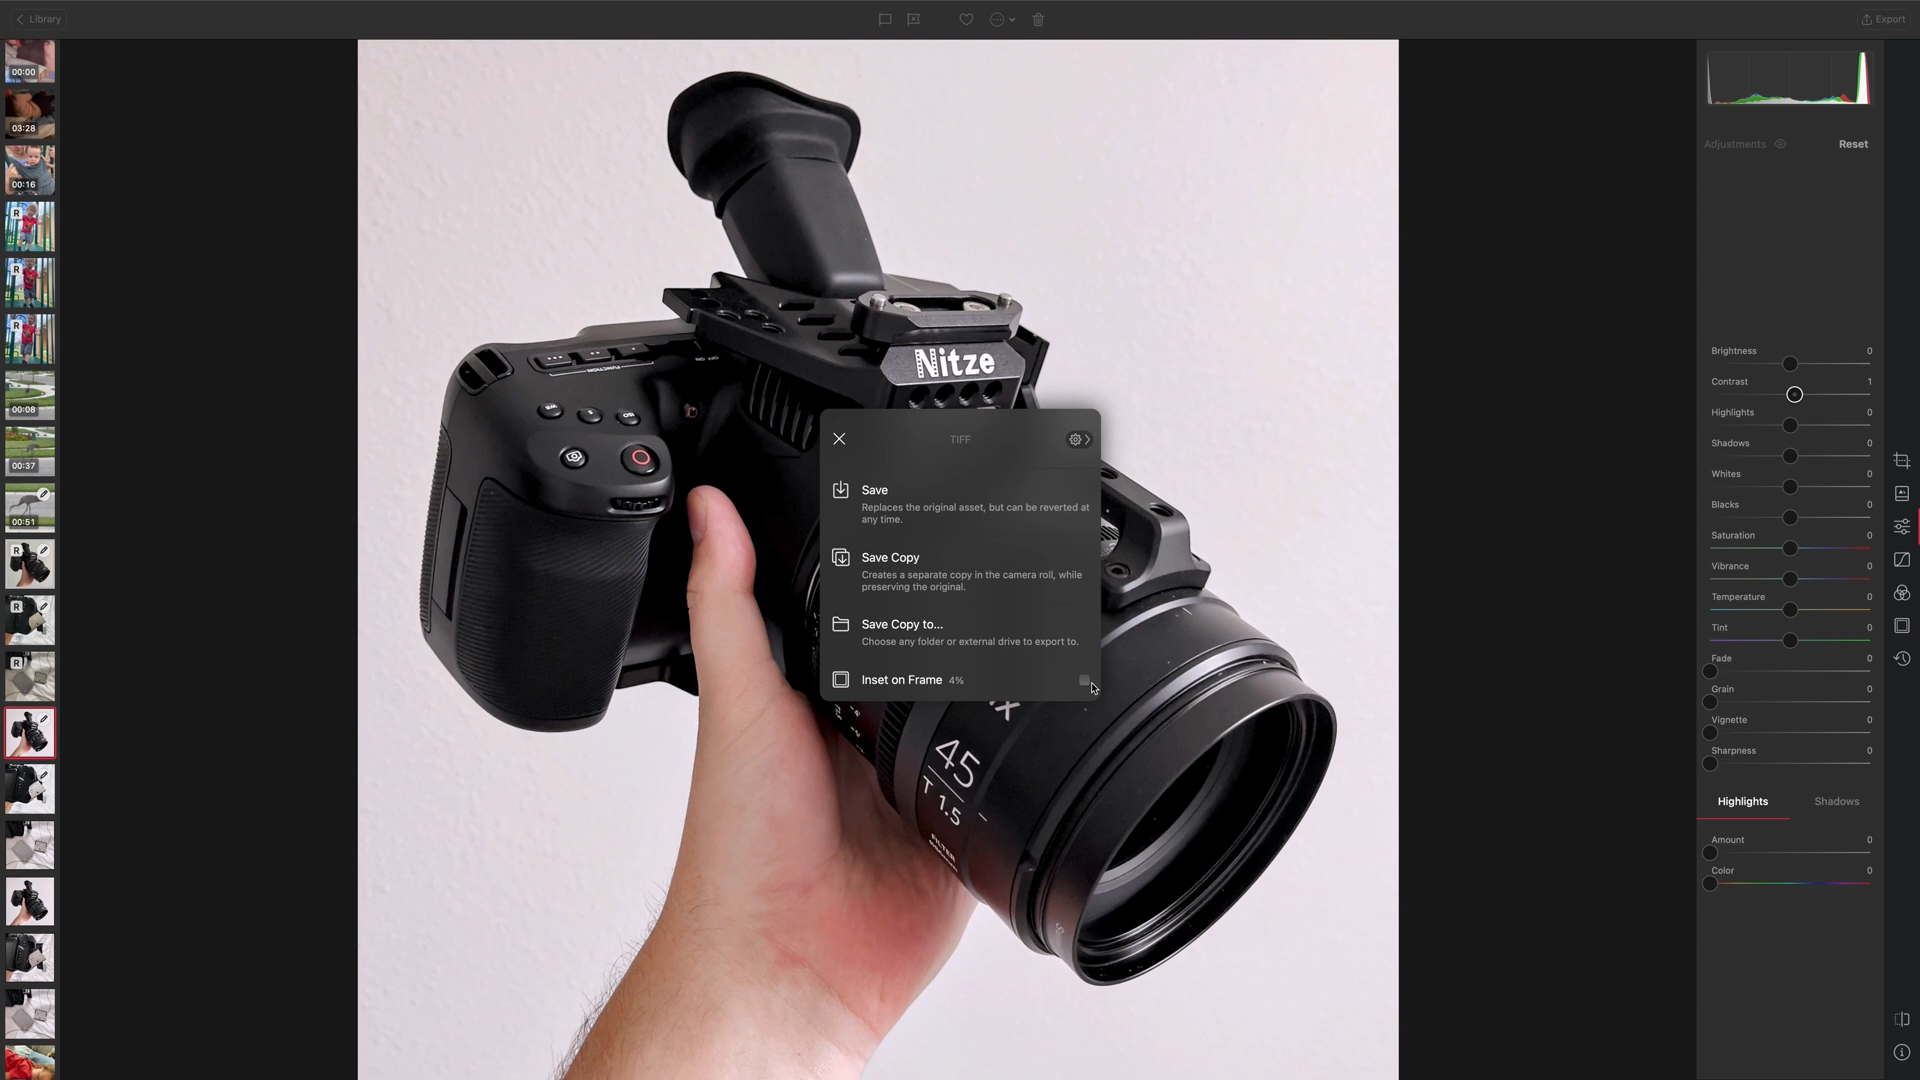 Library
Export
00:00
03:28
00:16
R
R
R
00:08
00:37
00:51
R
R
R
Adjustments
Reset
Brightness 0
Contrast 1
Highlights 0
Shadows 0
Whites 0
Blacks 0
Saturation 0
Vibrance 0
Temperature 0
Tint 0
Fade 0
Grain 0
Vignette 0
Sharpness 0
Highlights Shadows
Amount 0
Color 0
Nitze
FUNCTION
WB
S
ISO
TIFF
Save
Replaces the original asset, but can be reverted at
any time.
Save Copy
Creates a separate copy in the camera roll, while
preserving the original.
Save Copy to...
Choose any folder or external drive to export to.
Inset on Frame 4%
45
T 1.5
FILTER